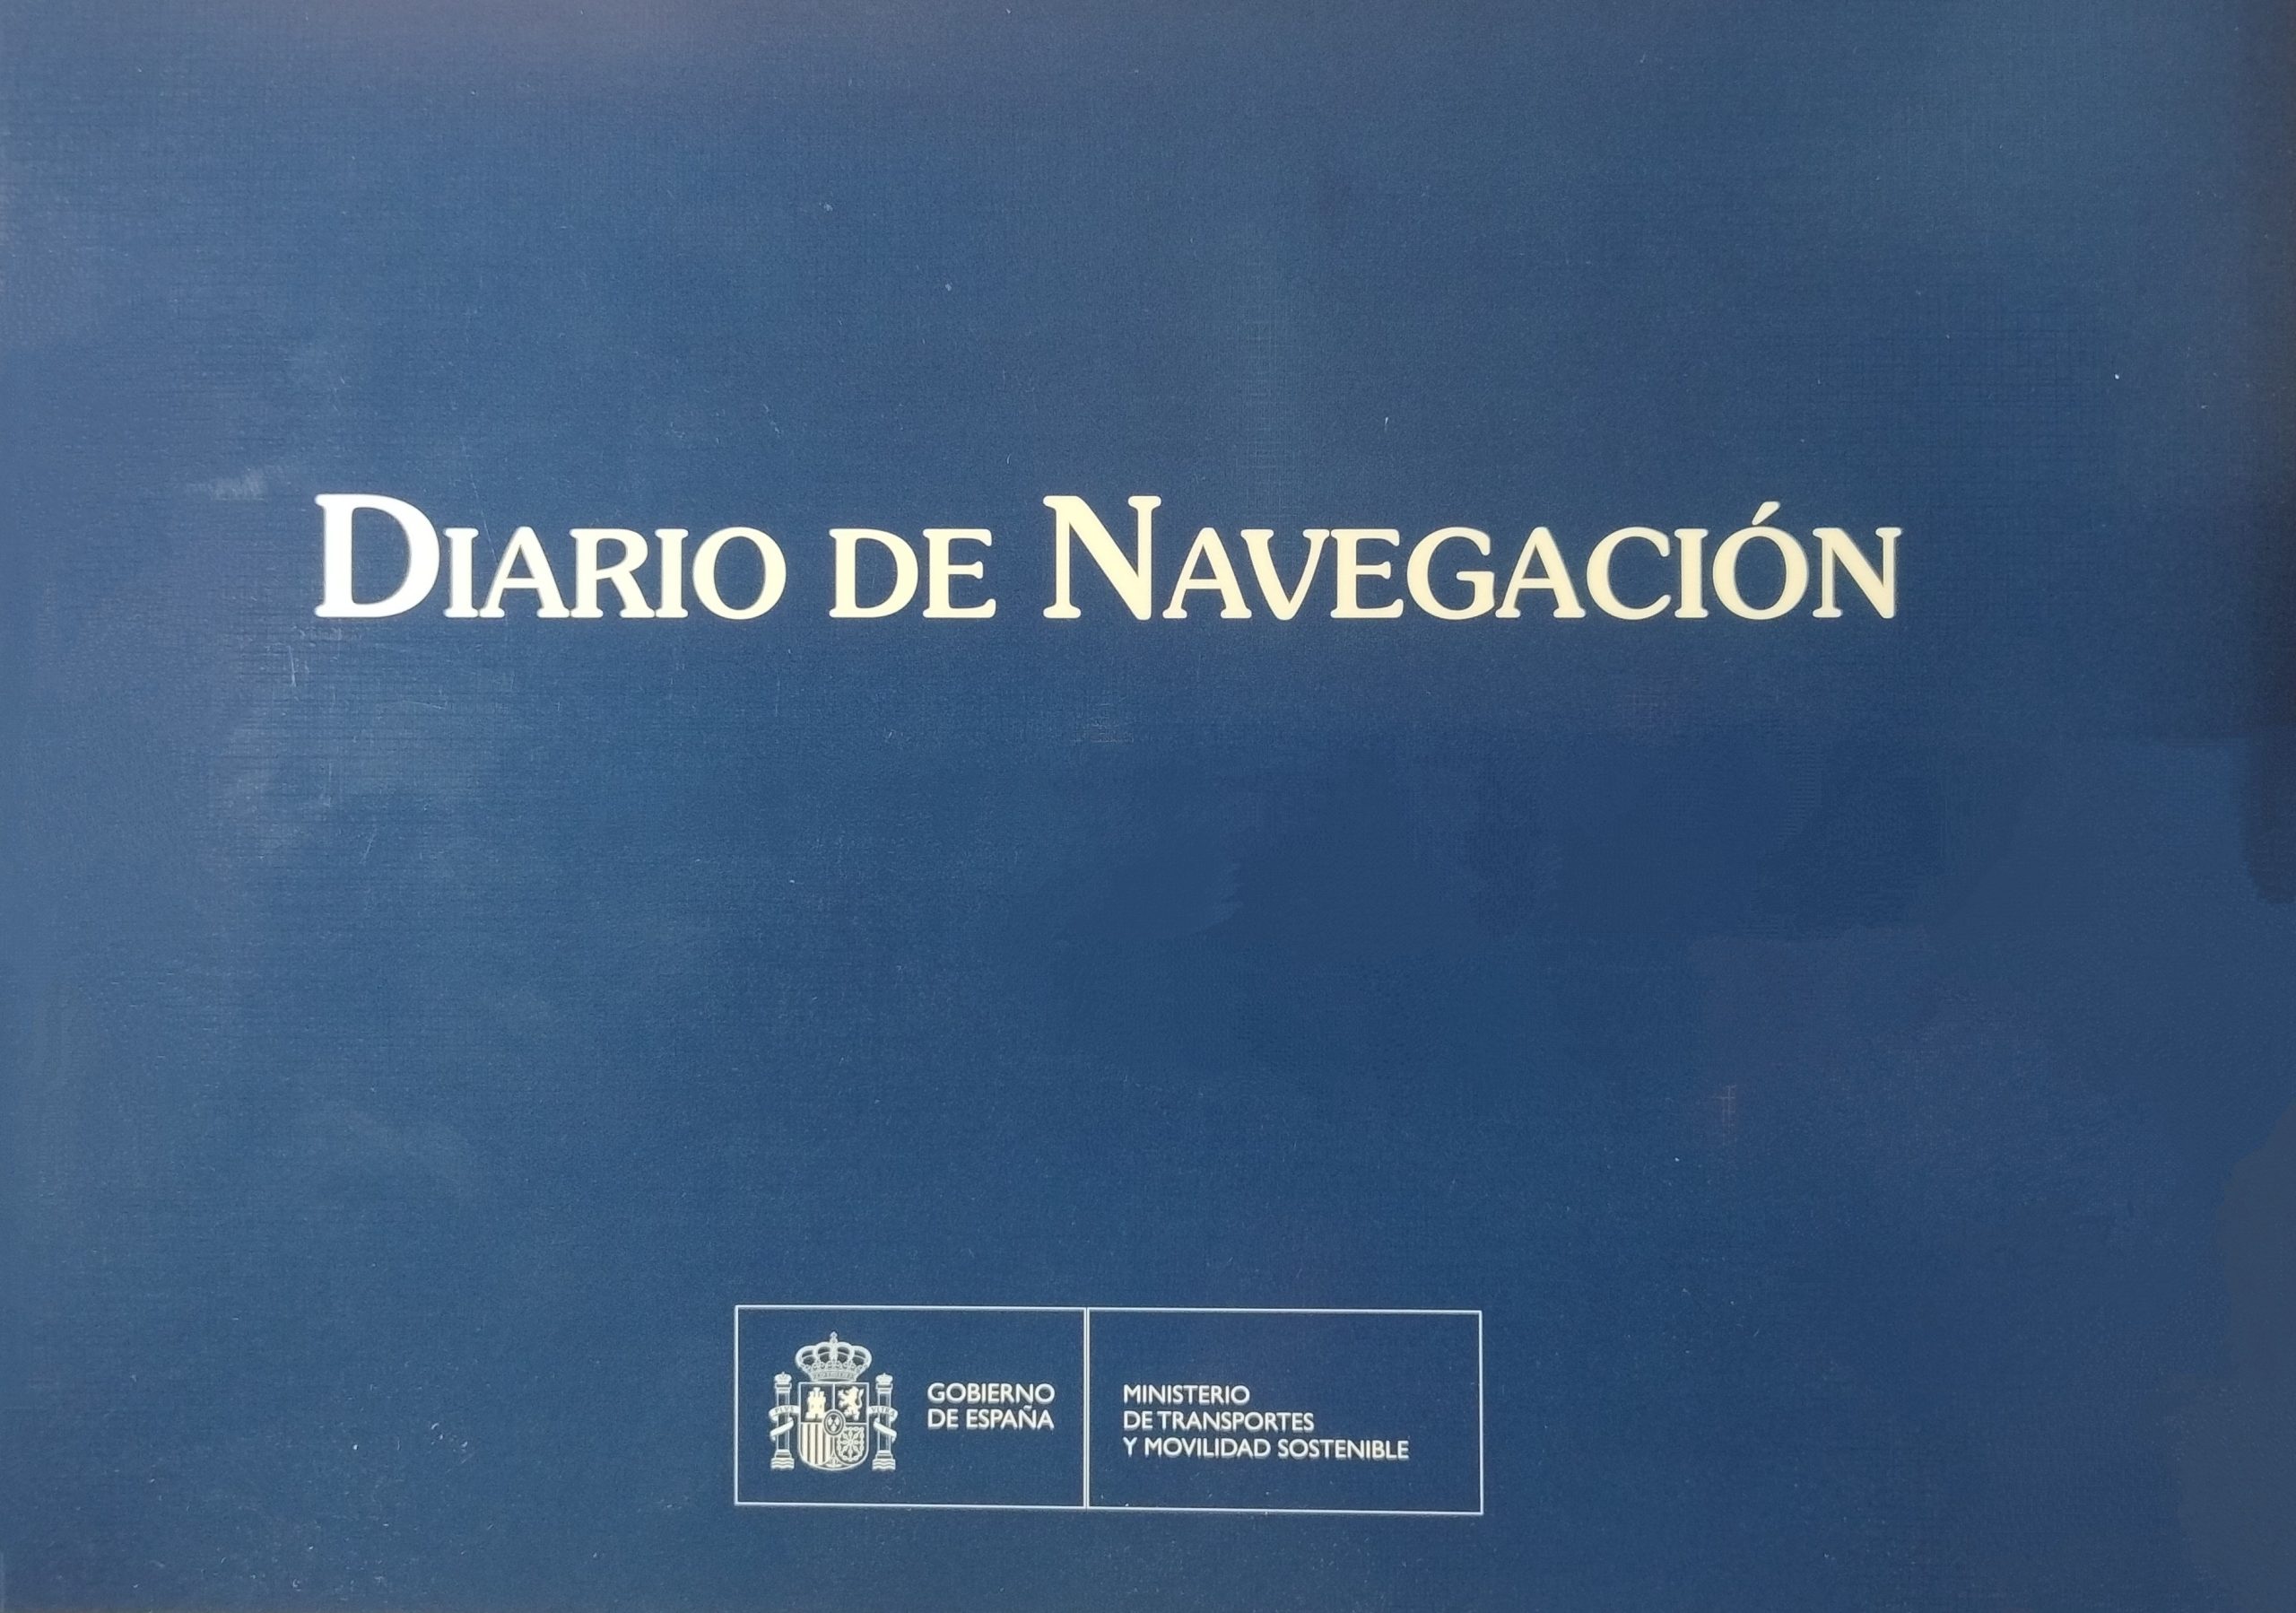 DIARIO DE NAVEGACIÓN
GOBIERNO
DE ESPAÑA
MINISTERIO
DE TRANSPORTES
Y MOVILIDAD SOSTENIBLE